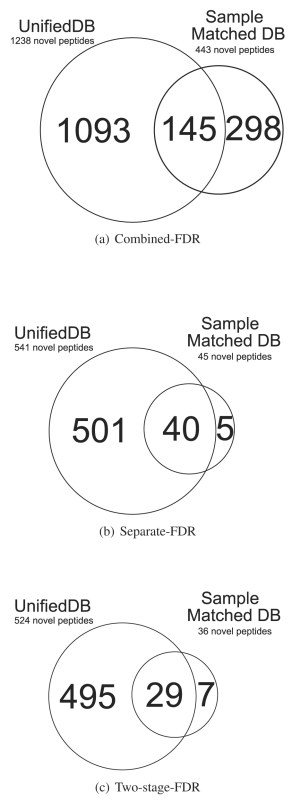 UnifiedDB
1238 novel peptides
Sample
Matched DB
443 novel peptides
1093
145
298
(a) Combined-FDR
UnifiedDB
541 novel peptides
Sample
Matched DB
45 novel peptides
501
40
5
(b) Separate-FDR
UnifiedDB
524 novel peptides
Sample
Matched DB
36 novel peptides
495
29
7
(c) Two-stage-FDR